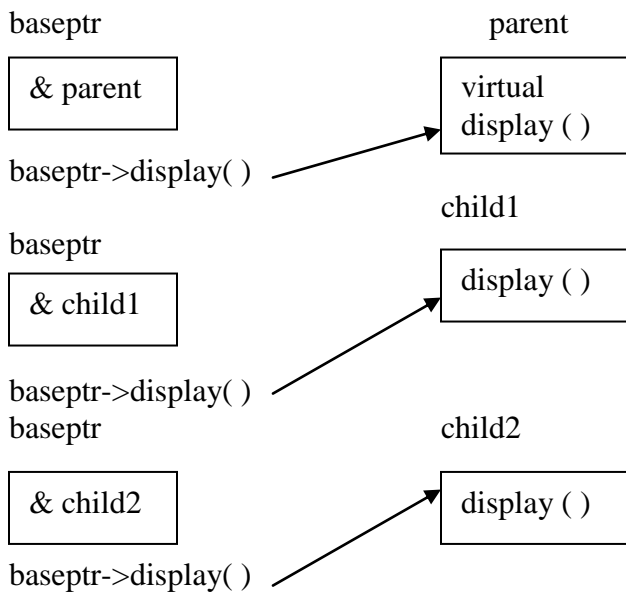 baseptr
parent
& parent
virtual
display ( )
baseptr->display( )
child1
baseptr
& child1
display ( )
baseptr->display( )
baseptr
child2
& child2
display ( )
baseptr->display( )